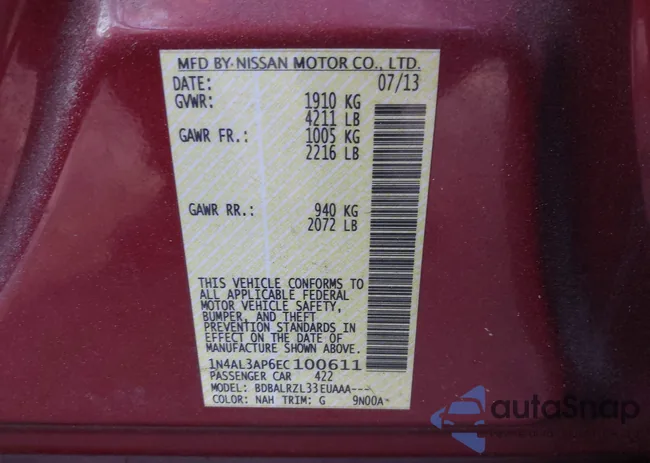 MFD BY NISSAN MOTOR CO., LTD.
DATE: 07/13
GVWR: 1910 KG
4211 LB
GAWR FR.: 1005 KG
2216 LB
GAWR RR.: 940 KG
2072 LB
THIS VEHICLE CONFORMS TO
ALL APPLICABLE FEDERAL
MOTOR VEHICLE SAFETY,
BUMPER, AND THEFT
PREVENTION STANDARDS IN
EFFECT ON THE DATE OF
MANUFACTURE SHOWN ABOVE.
1N4AL3AP6EC100611
PASSENGER CAR 422
MODEL: BDBALRZL33EUAAA---
COLOR: NAH TRIM: G 9N00A-
autoSnap